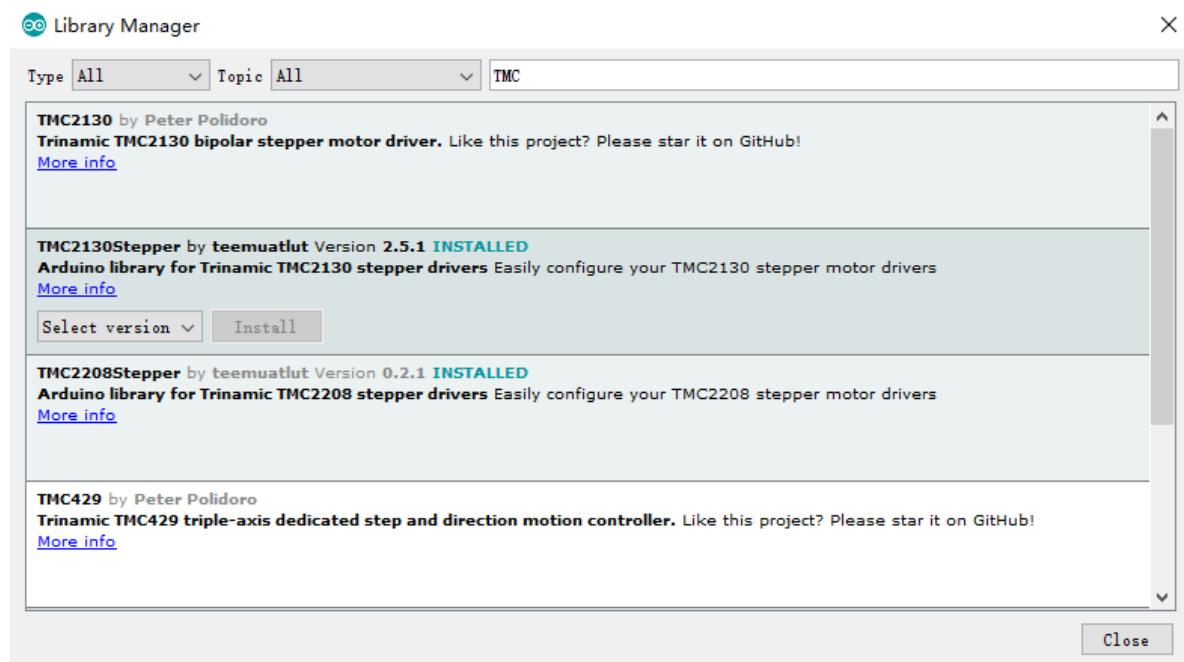 Library Manager
Type All Topic All TMC
TMC2130 by Peter Polidoro
Trinamic TMC2130 bipolar stepper motor driver. Like this project? Please star it on GitHub!
More info
TMC2130Stepper by teemuatlut Version 2.5.1 INSTALLED
Arduino library for Trinamic TMC2130 stepper drivers Easily configure your TMC2130 stepper motor drivers
More info
Select version Install
TMC2208Stepper by teemuatlut Version 0.2.1 INSTALLED
Arduino library for Trinamic TMC2208 stepper drivers Easily configure your TMC2208 stepper motor drivers
More info
TMC429 by Peter Polidoro
Trinamic TMC429 triple-axis dedicated step and direction motion controller. Like this project? Please star it on GitHub!
More info
Close